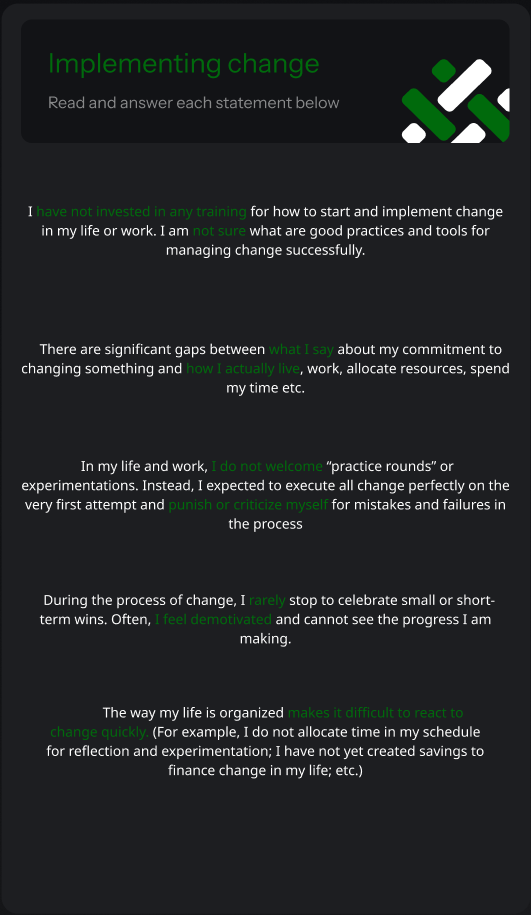 Implementing change
Read and answer each statement below
I have not invested in any training for how to start and implement change
in my life or work. I am not sure what are good practices and tools for
managing change successfully.
There are significant gaps between what I say about my commitment to
changing something and how I actually live, work, allocate resources, spend
my time etc.
In my life and work, I do not welcome “practice rounds” or
experimentations. Instead, I expected to execute all change perfectly on the
very first attempt and punish or criticize myself for mistakes and failures in
the process
During the process of change, I rarely stop to celebrate small or short-
term wins. Often, I feel demotivated and cannot see the progress I am
making.
The way my life is organized makes it difficult to react to
change quickly. (For example, I do not allocate time in my schedule
for reflection and experimentation; I have not yet created savings to
finance change in my life; etc.)